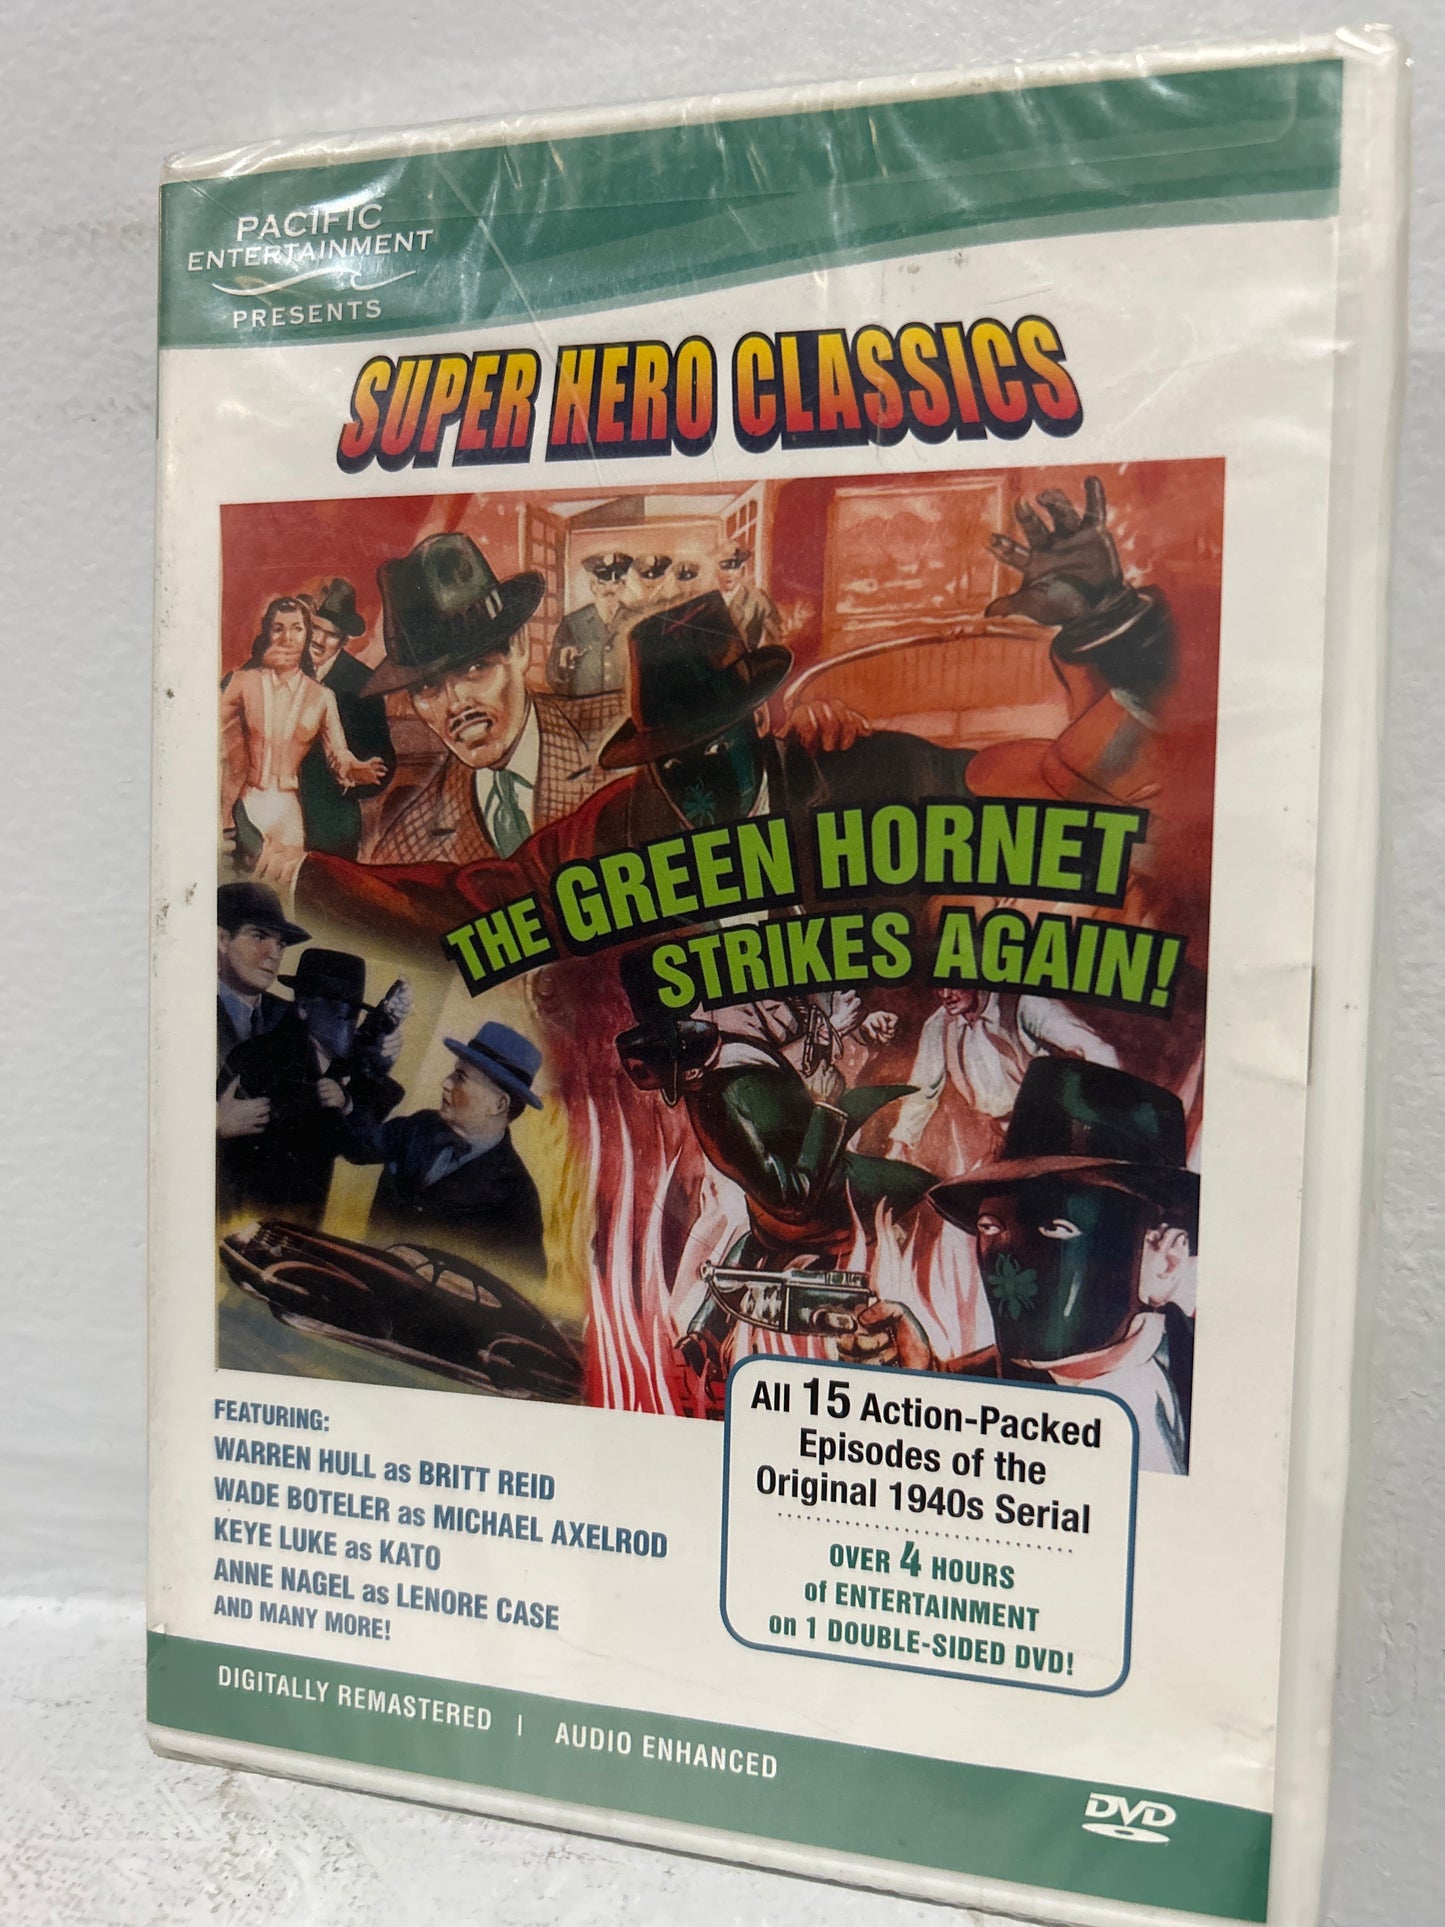 PACIFIC
ENTERTAINMENT
PRESENTS
SUPER HERO CLASSICS
THE GREEN HORNET
STRIKES AGAIN!
FEATURING:
WARREN HULL as BRITT REID
WADE BOTELER as MICHAEL AXELROD
KEYE LUKE as KATO
ANNE NAGEL as LENORE CASE
AND MANY MORE!
All 15 Action-Packed
Episodes of the
Original 1940s Serial
OVER 4 HOURS
of ENTERTAINMENT
on 1 DOUBLE-SIDED DVD!
DIGITALLY REMASTERED | AUDIO ENHANCED
DVD